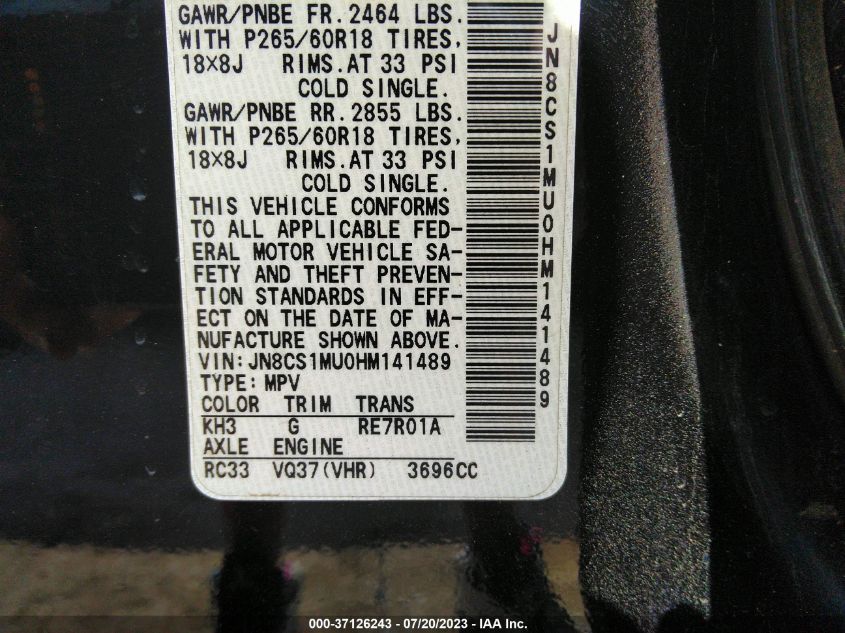 GAWR/PNBE FR. 2464 LBS.
WITH P265/60R18 TIRES,
18×8J RIMS. AT 33 PSI
COLD SINGLE.
GAWR/PNBE RR. 2855 LBS.
WITH P265/60R18 TIRES,
18×8J RIMS. AT 33 PSI
COLD SINGLE.
THIS VEHICLE CONFORMS
TO ALL APPLICABLE FED-
ERAL MOTOR VEHICLE SA-
FETY AND THEFT PREVEN-
TION STANDARDS IN EFF-
ECT ON THE DATE OF MA-
NUFACTURE SHOWN ABOVE.
VIN: JN8CS1MU0HM141489
TYPE: MPV
COLOR TRIM TRANS
KH3 G RE7R01A
AXLE ENGINE
RC33 VQ37(VHR) 3696CC
JN8CS1MU0HM141489
000-37126243 - 07/20/2023 - IAA Inc.